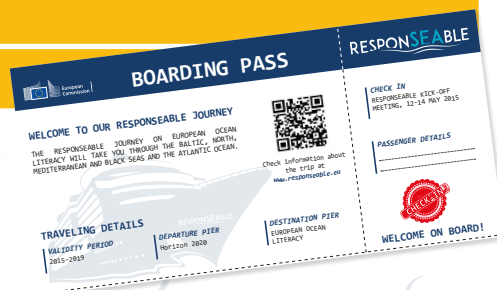 European
Commission
BOARDING PASS
RESPONSEABLE
WELCOME TO OUR RESPONSEABLE JOURNEY
THE RESPONSEABLE JOURNEY ON EUROPEAN OCEAN
LITERACY WILL TAKE YOU THROUGH THE BALTIC, NORTH,
MEDITERRANEAN AND BLACK SEAS AND THE ATLANTIC OCEAN.
Check information about
the trip at
www.responseable.eu
RESPONSEABLE
TRAVELING DETAILS
VALIDITY PERIOD
2015-2019
DEPARTURE PIER
Horizon 2020
DESTINATION PIER
EUROPEAN OCEAN
LITERACY
CHECK IN
RESPONSEABLE KICK-OFF
MEETING, 12-14 MAY 2015
PASSENGER DETAILS
CHECK-IN
WELCOME ON BOARD!